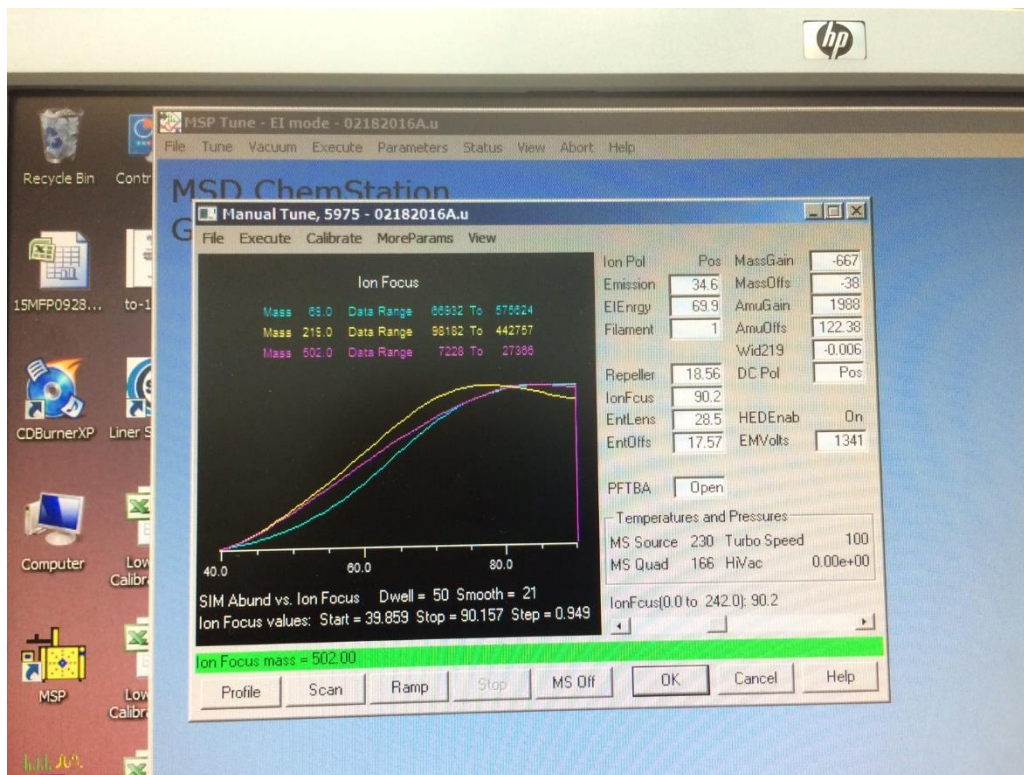 hp
MSP Tune - EI mode - 02182016A.u
File Tune Vacuum Execute Parameters Status View Abort Help
Recycle Bin
Contr
MSD ChemStation
G
Manual Tune, 5975 - 02182016A.u
File Execute Calibrate MoreParams View
Ion Focus
Mass 69.0 Data Range 66932 To 575624
Mass 219.0 Data Range 98182 To 442757
Mass 502.0 Data Range 7228 To 27366
40.0 60.0 80.0
SIM Abund vs. Ion Focus Dwell = 50 Smooth = 21
Ion Focus values: Start = 39.859 Stop = 90.157 Step = 0.949
Ion Pol Pos MassGain -667
Emission 34.6 MassOffs -38
EIEnrgy 69.9 AmuGain 1988
Filament 1 AmuOffs 122.38
Wid219 -0.006
Repeller 18.56 DC Pol Pos
IonFcus 90.2
EntLens 28.5 HEDEnab On
EntOffs 17.57 EMVolts 1341
PFTBA Open
Temperatures and Pressures
MS Source 230 Turbo Speed 100
MS Quad 166 HiVac 0.00e+00
IonFcus(0.0 to 242.0): 90.2
Ion Focus mass = 502.00
Profile Scan Ramp Stop MS Off OK Cancel Help
15MFP0928...
to-1
CDBurnerXP
Liner S
Computer
Low
Calibr
MSP
Low
Calibr